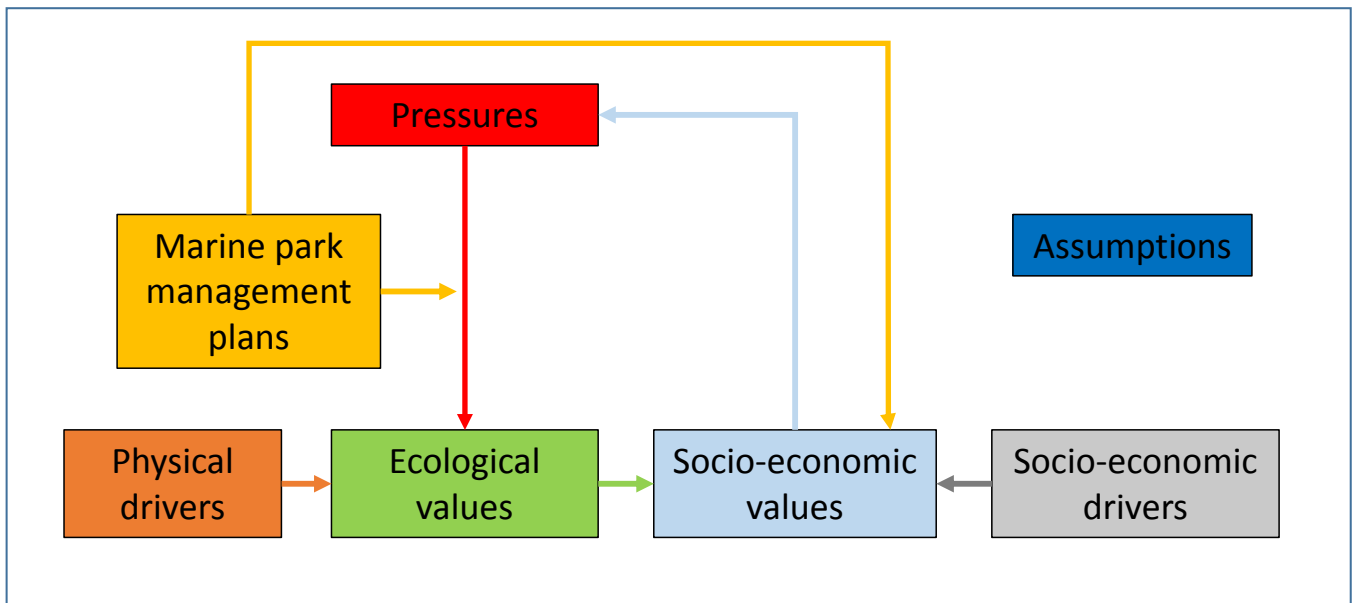 Pressures
Marine park
management
plans
Assumptions
Physical
drivers
Ecological
values
Socio-economic
values
Socio-economic
drivers